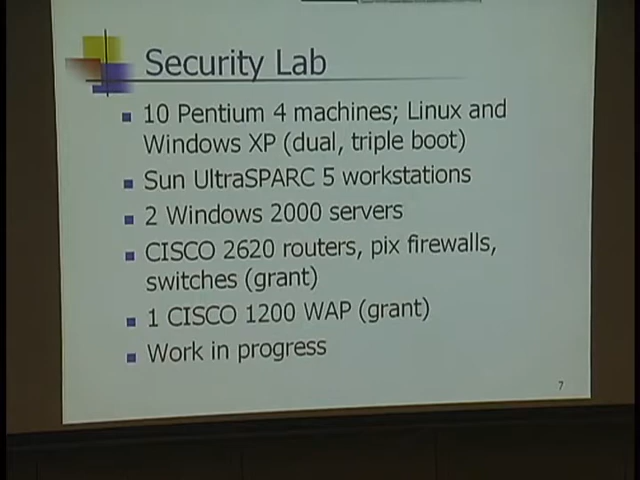 Security Lab
10 Pentium 4 machines; Linux and
Windows XP (dual, triple boot)
Sun UltraSPARC 5 workstations
2 Windows 2000 servers
CISCO 2620 routers, pix firewalls,
switches (grant)
1 CISCO 1200 WAP (grant)
Work in progress
7